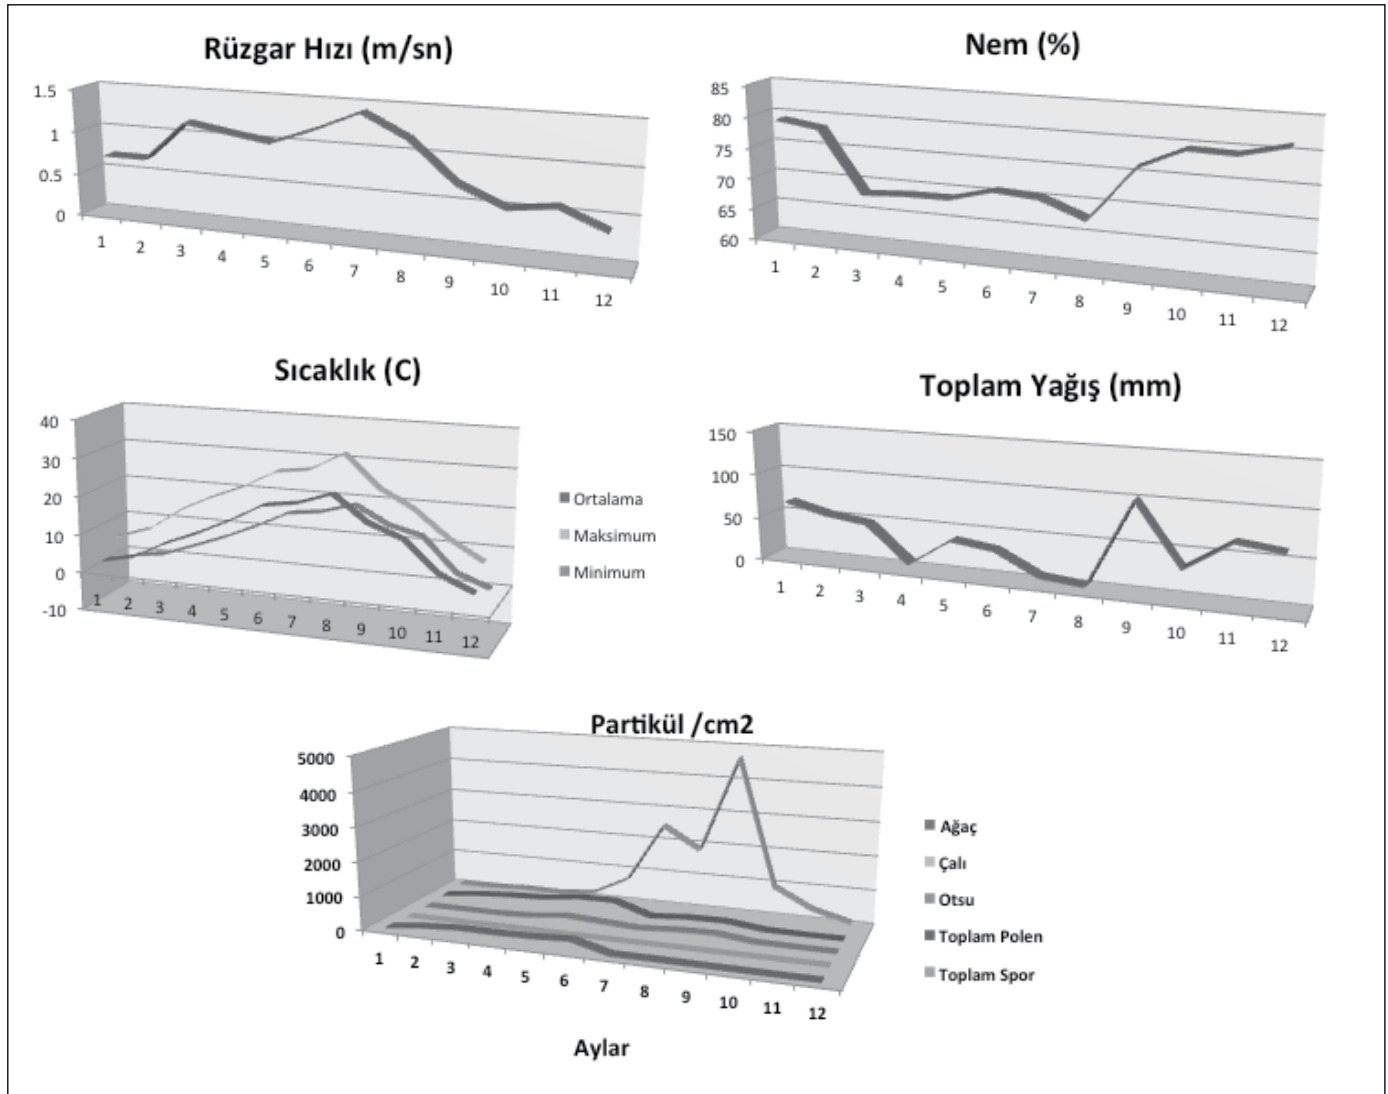 Rüzgar Hızı (m/sn)
1.5
1
0.5
0
1 2 3 4 5 6 7 8 9 10 11 12
Nem (%)
85
80
75
70
65
60
1 2 3 4 5 6 7 8 9 10 11 12
Sıcaklık (C)
40
30
20
10
0
-10
1 2 3 4 5 6 7 8 9 10 11 12
Ortalama
Maksimum
Minimum
Toplam Yağış (mm)
150
100
50
0
1 2 3 4 5 6 7 8 9 10 11 12
Partikül /cm2
5000
4000
3000
2000
1000
0
1 2 3 4 5 6 7 8 9 10 11 12
Aylar
Ağaç
Çalı
Otsu
Toplam Polen
Toplam Spor